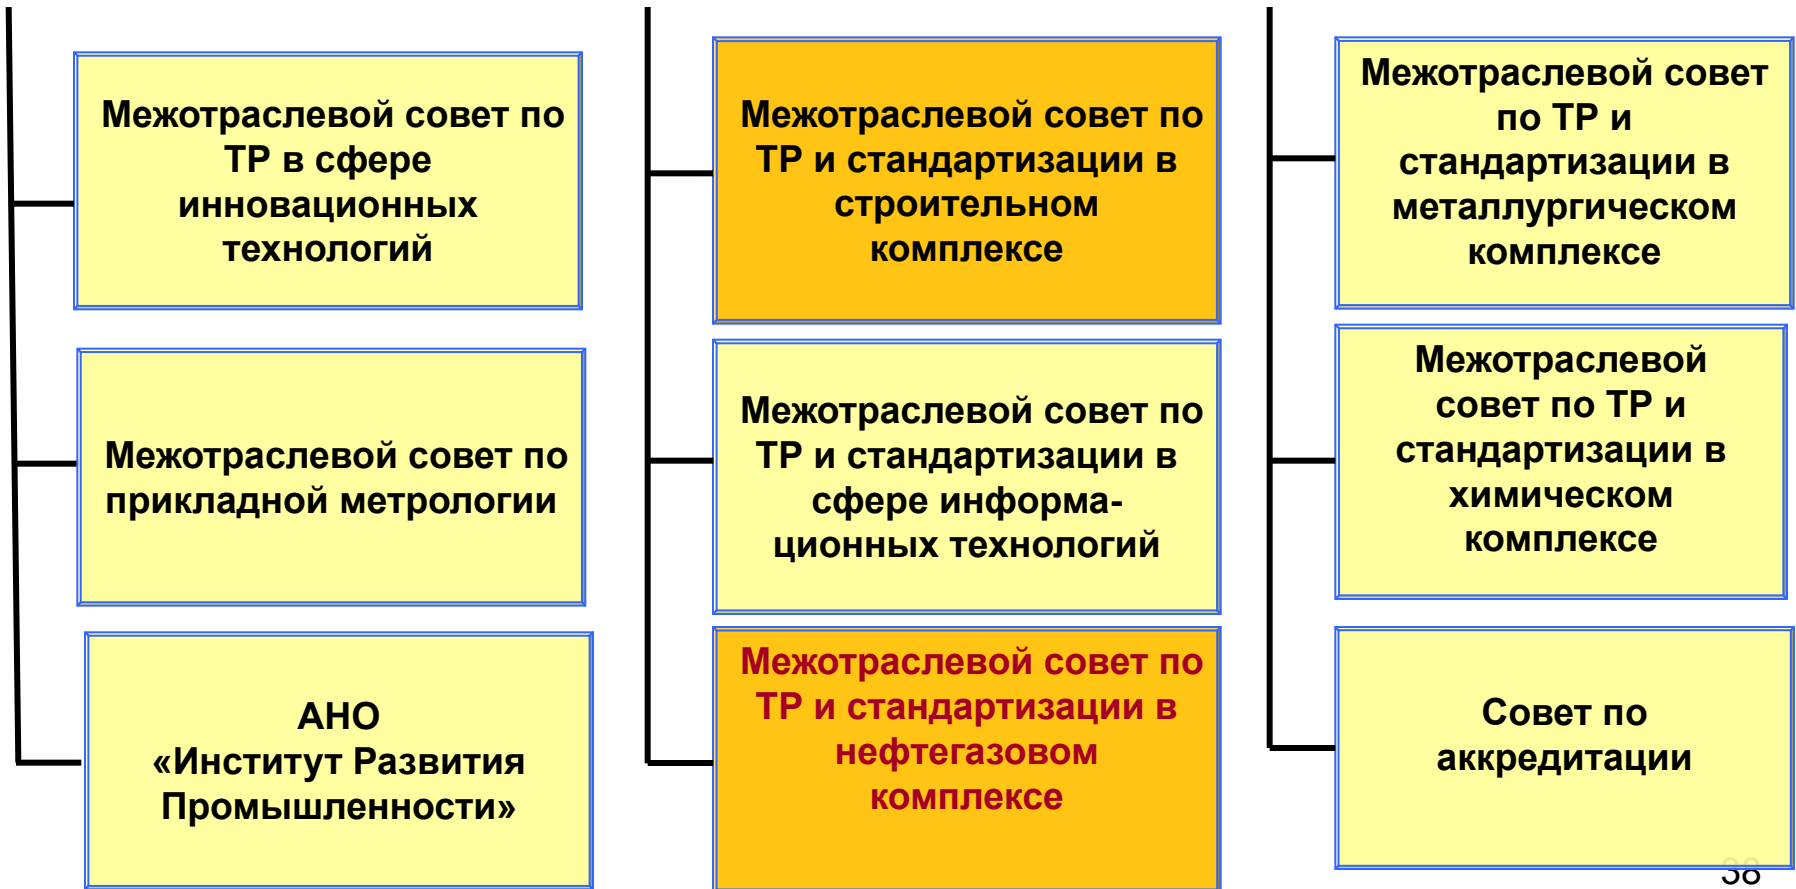 Межотраслевой совет по
ТР в сфере
инновационных
технологий
Межотраслевой совет по
прикладной метрологии
АНО
«Институт Развития
Промышленности»
Межотраслевой совет по
ТР и стандартизации в
строительном
комплексе
Межотраслевой совет по
ТР и стандартизации в
сфере информа-
ционных технологий
Межотраслевой совет по
ТР и стандартизации в
нефтегазовом
комплексе
Межотраслевой совет
по ТР и
стандартизации в
металлургическом
комплексе
Межотраслевой
совет по ТР и
стандартизации в
химическом
комплексе
Совет по
аккредитации
38